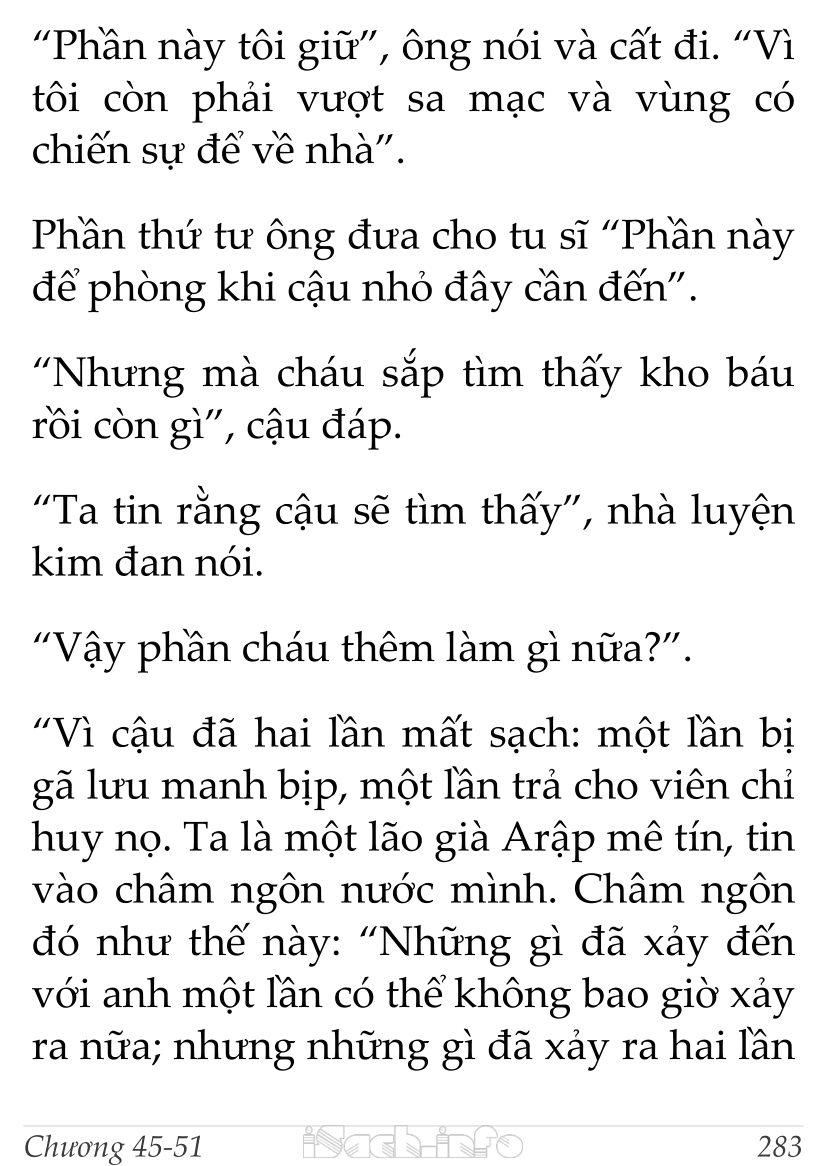 “Phần này tôi giữ”, ông nói và cất đi. “Vì
tôi còn phải vượt sa mạc và vùng có
chiến sự để về nhà”.
Phần thứ tư ông đưa cho tu sĩ “Phần này
để phòng khi cậu nhỏ đây cần đến”.
“Nhưng mà cháu sắp tìm thấy kho báu
rồi còn gì”, cậu đáp.
“Ta tin rằng cậu sẽ tìm thấy”, nhà luyện
kim đan nói.
“Vậy phần cháu thêm làm gì nữa?”.
“Vì cậu đã hai lần mất sạch: một lần bị
gã lưu manh bịp, một lần trả cho viên chỉ
huy nọ. Ta là một lão già Arập mê tín, tin
vào châm ngôn nước mình. Châm ngôn
đó như thế này: “Những gì đã xảy đến
với anh một lần có thể không bao giờ xảy
ra nữa; nhưng những gì đã xảy ra hai lần
Chương 45-51 iSach.info 283